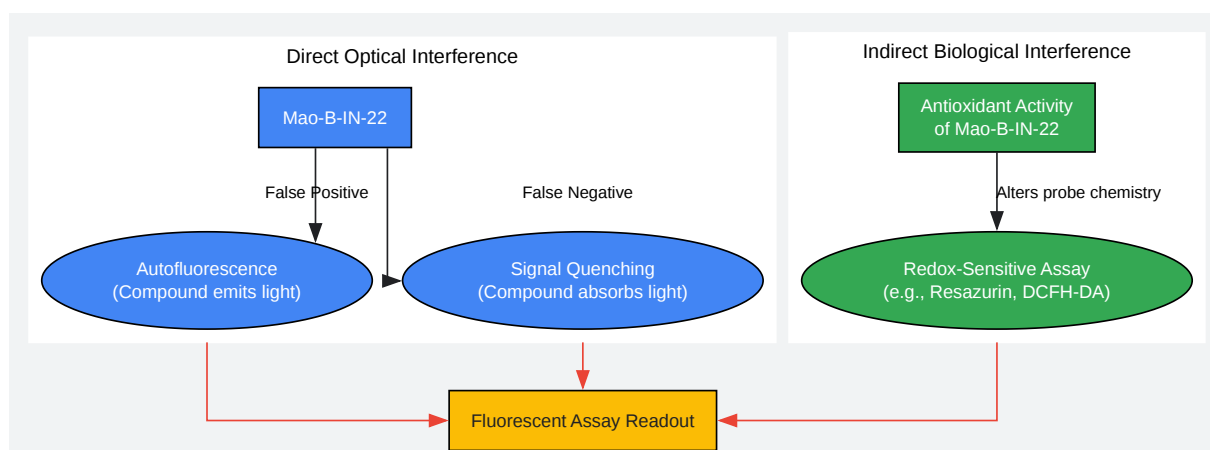 Direct Optical Interference
Mao-B-IN-22
False Positive
False Negative
Autofluorescence
(Compound emits light)
Signal Quenching
(Compound absorbs light)
Indirect Biological Interference
Antioxidant Activity
of Mao-B-IN-22
Alters probe chemistry
Redox-Sensitive Assay
(e.g., Resazurin, DCFH-DA)
Fluorescent Assay Readout